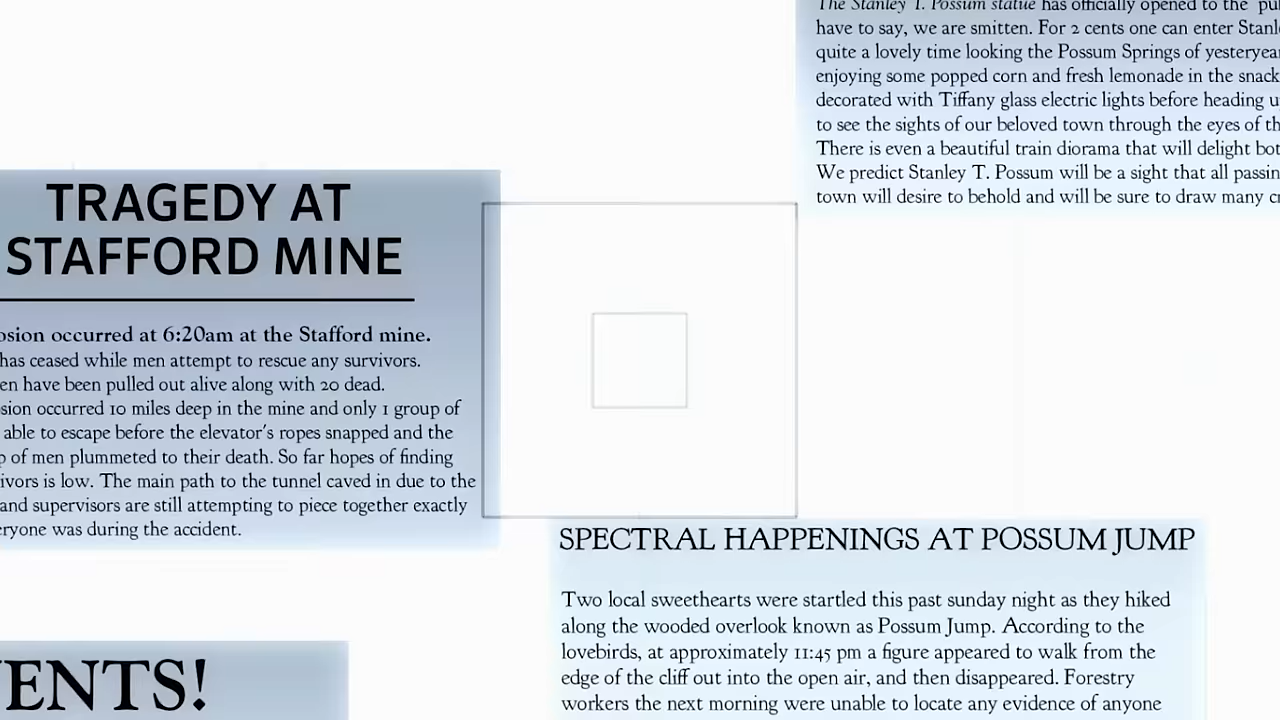 The Stanley T. Possum statue has officially opened to the
have to say, we are smitten. For 2 cents one can enter
quite a lovely time looking the Possum Springs of
enjoying some popped corn and fresh lemonade in the snack
decorated with Tiffany glass electric lights before heading
to see the sights of our beloved town through the eyes of
There is even a beautiful train diorama that will delight
We predict Stanley T. Possum will be a sight that all
town will desire to behold and will be sure to draw many
TRAGEDY AT
STAFFORD MINE
occurred at 6:20am at the Stafford mine.
has ceased while men attempt to rescue any survivors.
have been pulled out alive along with 20 dead.
occurred 10 miles deep in the mine and only 1 group of
able to escape before the elevator's ropes snapped and the
of men plummeted to their death. So far hopes of finding
is low. The main path to the tunnel caved in due to the
and supervisors are still attempting to piece together exactly
was during the accident.
SPECTRAL HAPPENINGS AT POSSUM JUMP
Two local sweethearts were startled this past sunday night as they hiked
along the wooded overlook known as Possum Jump. According to the
lovebirds, at approximately 11:45 pm a figure appeared to walk from the
edge of the cliff out into the open air, and then disappeared. Forestry
workers the next morning were unable to locate any evidence of anyone
VENTS!